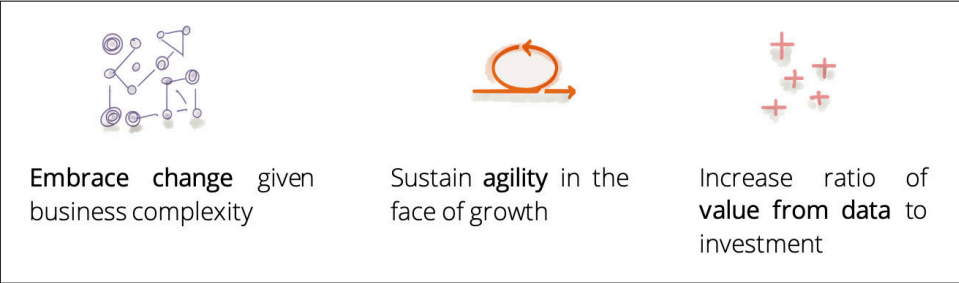 Embrace change given
business complexity
Sustain agility in the
face of growth
Increase ratio of
value from data to
investment